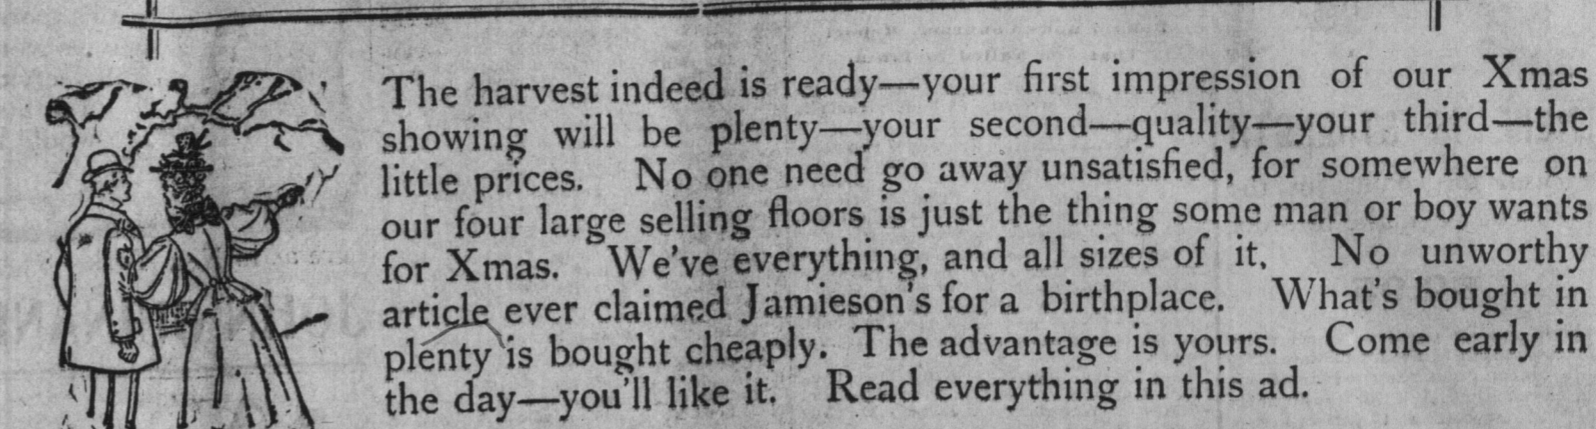 The harvest indeed is ready—your first impression of our Xmas
showing will be plenty—your second—quality—your third—the
little prices. No one need go away unsatisfied, for somewhere on
our four large selling floors is just the thing some man or boy wants
for Xmas. We've everything, and all sizes of it. No unworthy
article ever claimed Jamieson's for a birthplace. What's bought in
plenty is bought cheaply. The advantage is yours. Come early in
the day—you'll like it. Read everything in this ad.